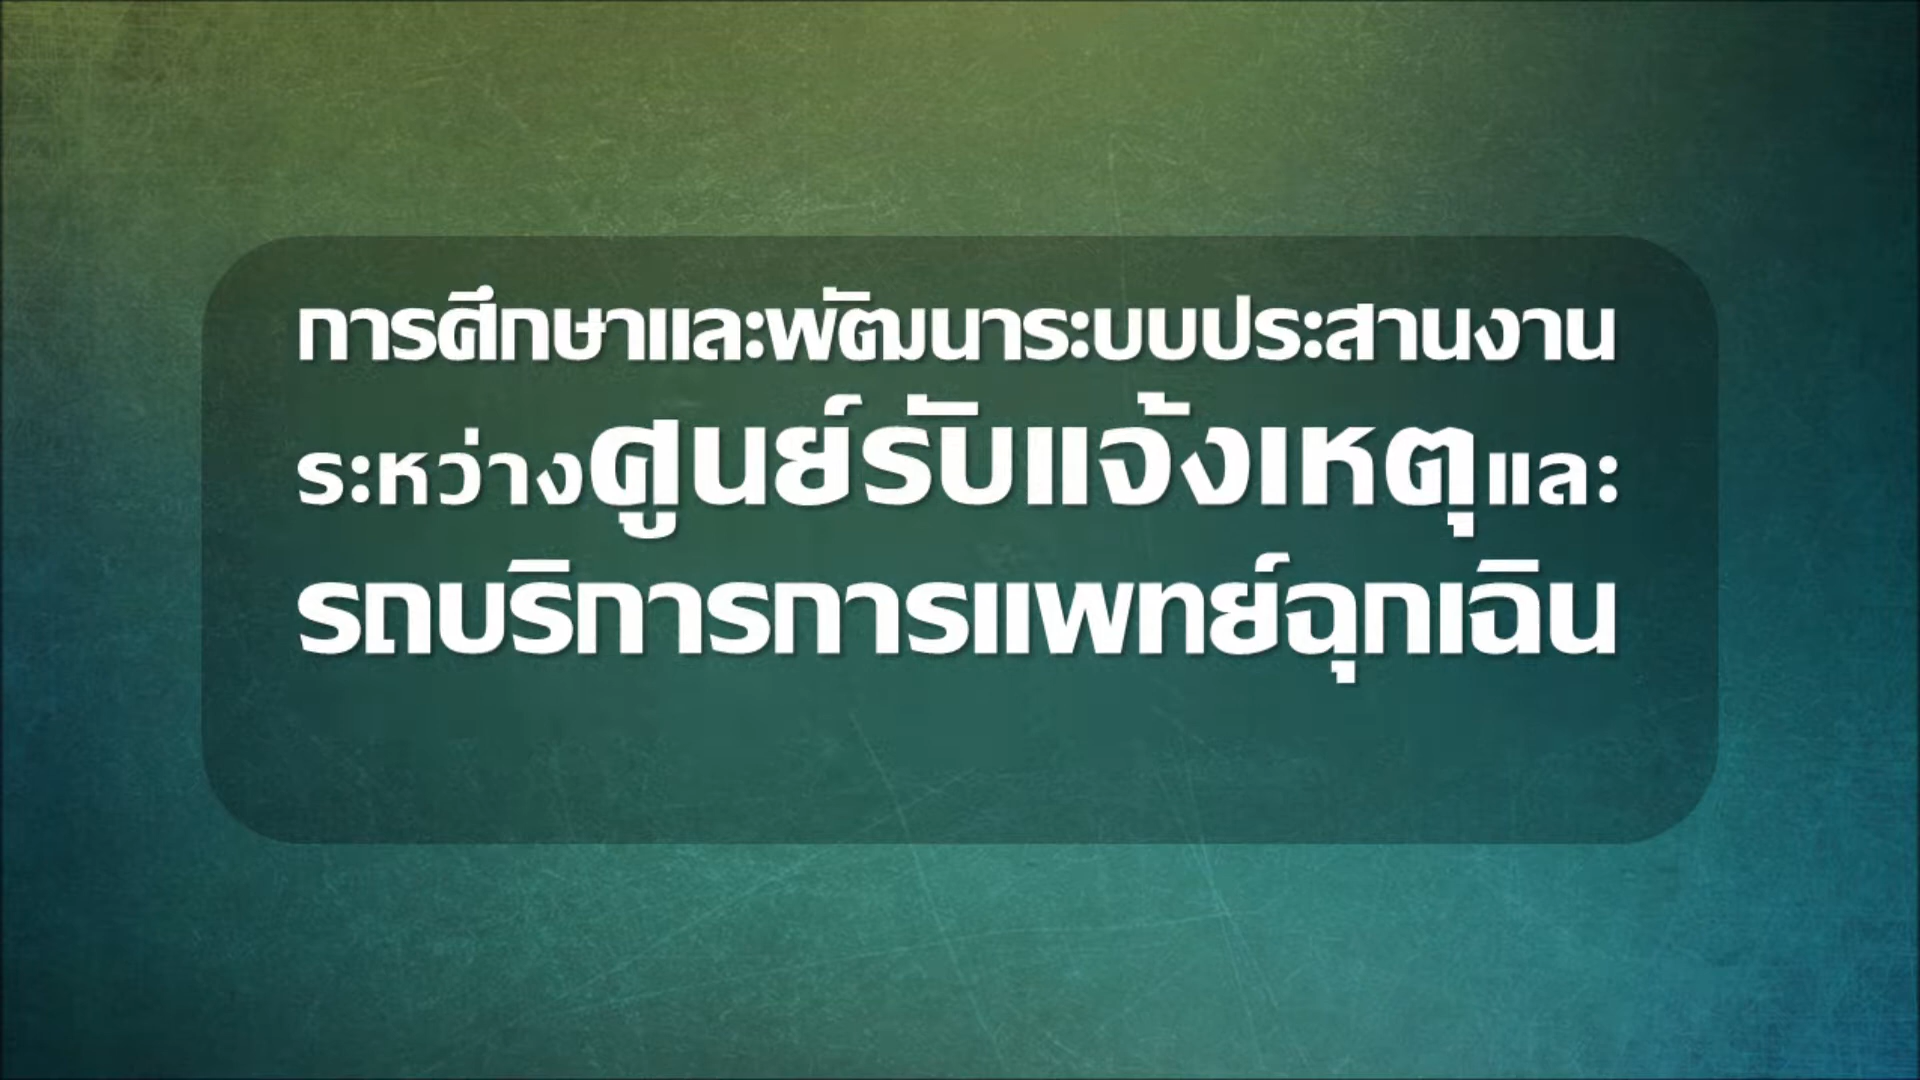 การศึกษาและพัฒนาระบบประสานงาน
ระหว่างศูนย์รับแจ้งเหตุและ
รถบริการการแพทย์ฉุกเฉิน